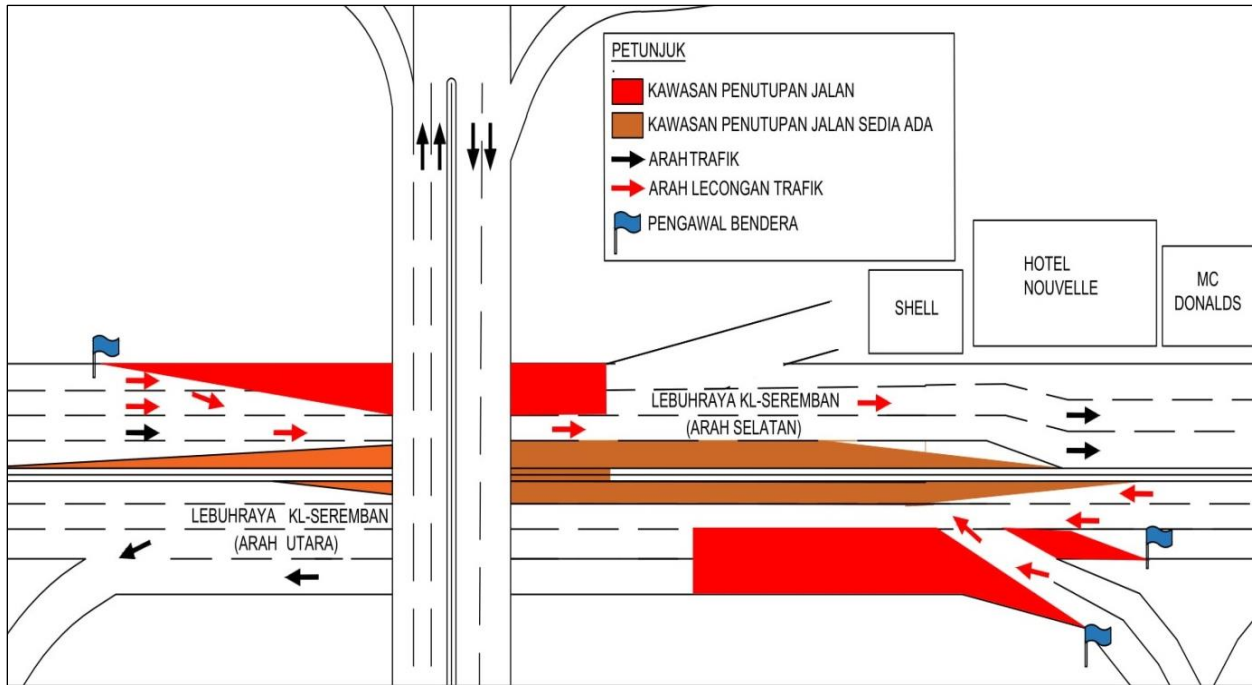 PETUNJUK
KAWASAN PENUTUPAN JALAN
KAWASAN PENUTUPAN JALAN SEDIA ADA
ARAH TRAFIK
ARAH LECONGAN TRAFIK
PENGAWAL BENDERA
HOTEL
NOUVELLE
MC
DONALDS
SHELL
LEBUHRAYA KL-SEREMBAN
(ARAH SELATAN)
LEBUHRAYA KL-SEREMBAN
(ARAH UTARA)